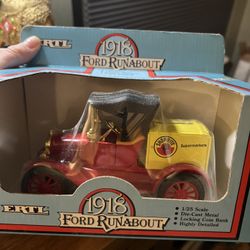 ERTL
1918
FORD RUNABOUT
Supermarkets
ERTL
1918
FORD RUNABOUT
• 1/25 Scale
• Die-Cast Metal
• Locking Coin Bank
• Highly Detailed